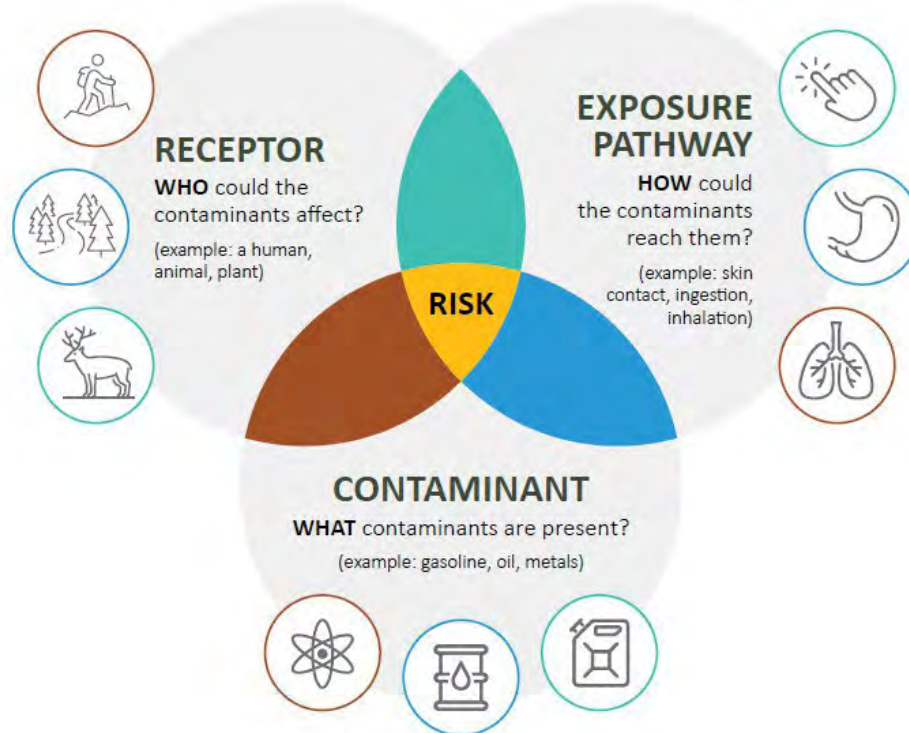 RECEPTOR
WHO could the
contaminants affect?
(example: a human,
animal, plant)
EXPOSURE
PATHWAY
HOW could
the contaminants
reach them?
(example: skin
contact, ingestion,
inhalation)
RISK
CONTAMINANT
WHAT contaminants are present?
(example: gasoline, oil, metals)